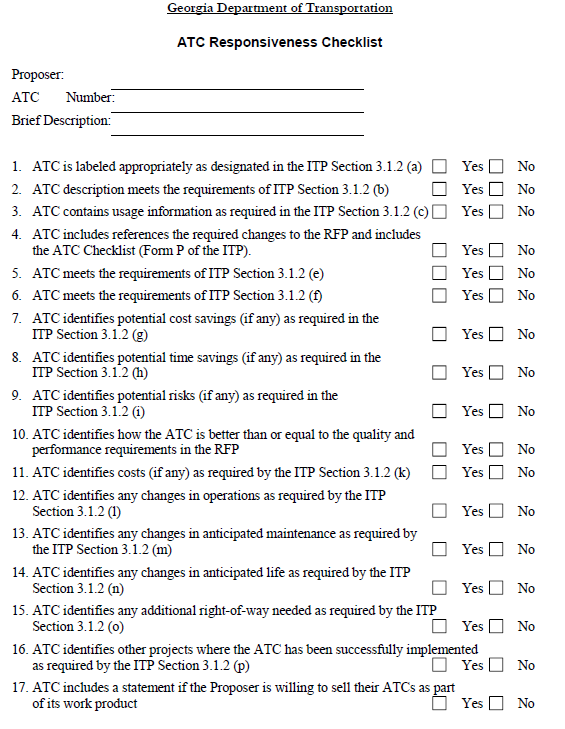 Georgia Department of Transportation
ATC Responsiveness Checklist
Proposer:
ATC Number:
Brief Description:
1. ATC is labeled appropriately as designated in the ITP Section 3.1.2 (a) Yes No
2. ATC description meets the requirements of ITP Section 3.1.2 (b) Yes No
3. ATC contains usage information as required in the ITP Section 3.1.2 (c) Yes No
4. ATC includes references the required changes to the RFP and includes
the ATC Checklist (Form P of the ITP). Yes No
5. ATC meets the requirements of ITP Section 3.1.2 (e) Yes No
6. ATC meets the requirements of ITP Section 3.1.2 (f) Yes No
7. ATC identifies potential cost savings (if any) as required in the
ITP Section 3.1.2 (g) Yes No
8. ATC identifies potential time savings (if any) as required in the
ITP Section 3.1.2 (h) Yes No
9. ATC identifies potential risks (if any) as required in the
ITP Section 3.1.2 (i) Yes No
10. ATC identifies how the ATC is better than or equal to the quality and
performance requirements in the RFP Yes No
11. ATC identifies costs (if any) as required by the ITP Section 3.1.2 (k) Yes No
12. ATC identifies any changes in operations as required by the ITP
Section 3.1.2 (l) Yes No
13. ATC identifies any changes in anticipated maintenance as required by
the ITP Section 3.1.2 (m) Yes No
14. ATC identifies any changes in anticipated life as required by the ITP
Section 3.1.2 (n) Yes No
15. ATC identifies any additional right-of-way needed as required by the ITP
Section 3.1.2 (o) Yes No
16. ATC identifies other projects where the ATC has been successfully implemented
as required by the ITP Section 3.1.2 (p) Yes No
17. ATC includes a statement if the Proposer is willing to sell their ATCs as part
of its work product Yes No